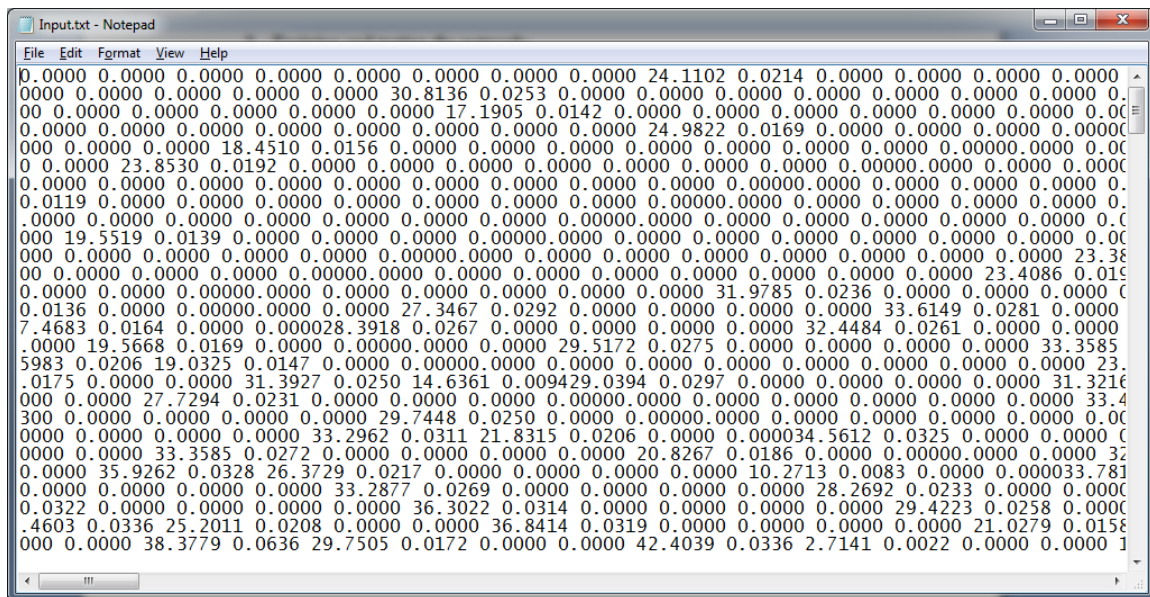 Input.txt - Notepad
File Edit Format View Help
0.0000 0.0000 0.0000 0.0000 0.0000 0.0000 0.0000 0.0000 24.1102 0.0214 0.0000 0.0000 0.0000 0.0000
0000 0.0000 0.0000 0.0000 0.0000 30.8136 0.0253 0.0000 0.0000 0.0000 0.0000 0.0000 0.0000 0.
00 0.0000 0.0000 0.0000 0.0000 0.0000 17.1905 0.0142 0.0000 0.0000 0.0000 0.0000 0.0000 0.00
0.0000 0.0000 0.0000 0.0000 0.0000 0.0000 0.0000 0.0000 24.9822 0.0169 0.0000 0.0000 0.00000
000 0.0000 0.0000 18.4510 0.0156 0.0000 0.0000 0.0000 0.0000 0.0000 0.0000 0.00000.0000 0.00
0 0.0000 23.8530 0.0192 0.0000 0.0000 0.0000 0.0000 0.0000 0.0000 0.00000.0000 0.0000 0.0000
0.0000 0.0000 0.0000 0.0000 0.0000 0.0000 0.0000 0.0000 0.00000.0000 0.0000 0.0000 0.0000 0.
0.0119 0.0000 0.0000 0.0000 0.0000 0.0000 0.0000 0.00000.0000 0.0000 0.0000 0.0000 0.0000 0.
.0000 0.0000 0.0000 0.0000 0.0000 0.0000 0.00000.0000 0.0000 0.0000 0.0000 0.0000 0.0000 0.0
000 19.5519 0.0139 0.0000 0.0000 0.00000.0000 0.0000 0.0000 0.0000 0.0000 0.0000 0.0000 0.00
000 0.0000 0.0000 0.0000 0.0000 0.00000.0000 0.0000 0.0000 0.0000 0.0000 0.0000 0.0000 23.38
00 0.0000 0.0000 0.0000 0.00000.0000 0.0000 0.0000 0.0000 0.0000 0.0000 0.0000 23.4086 0.019
0.0000 0.0000 0.00000.0000 0.0000 0.0000 0.0000 0.0000 0.0000 31.9785 0.0236 0.0000 0.0000 0.0000 0
0.0136 0.0000 0.00000.0000 0.0000 27.3467 0.0292 0.0000 0.0000 0.0000 0.0000 33.6149 0.0281 0.0000
7.4683 0.0164 0.0000 0.000028.3918 0.0267 0.0000 0.0000 0.0000 0.0000 32.4484 0.0261 0.0000 0.0000
.0000 19.5668 0.0169 0.0000 0.00000.0000 0.0000 29.5172 0.0275 0.0000 0.0000 0.0000 0.0000 33.3585
5983 0.0206 19.0325 0.0147 0.0000 0.00000.0000 0.0000 0.0000 0.0000 0.0000 0.0000 0.0000 23.
.0175 0.0000 0.0000 31.3927 0.0250 14.6361 0.009429.0394 0.0297 0.0000 0.0000 0.0000 0.0000 31.3216
000 0.0000 27.7294 0.0231 0.0000 0.0000 0.0000 0.00000.0000 0.0000 0.0000 0.0000 0.0000 33.4
300 0.0000 0.0000 0.0000 0.0000 29.7448 0.0250 0.0000 0.00000.0000 0.0000 0.0000 0.0000 0.00
0000 0.0000 0.0000 0.0000 33.2962 0.0311 21.8315 0.0206 0.0000 0.000034.5612 0.0325 0.0000 0.0000 0
0000 0.0000 33.3585 0.0272 0.0000 0.0000 0.0000 0.0000 20.8267 0.0186 0.0000 0.0000 0.0000 32
0.0000 35.9262 0.0328 26.3729 0.0217 0.0000 0.0000 0.0000 0.0000 10.2713 0.0083 0.0000 0.000033.781
0.0000 0.0000 0.0000 0.0000 33.2877 0.0269 0.0000 0.0000 0.0000 0.0000 28.2692 0.0233 0.0000 0.0000
0.0322 0.0000 0.0000 0.0000 0.0000 36.3022 0.0314 0.0000 0.0000 0.0000 0.0000 29.4223 0.0258 0.0000
.4603 0.0336 25.2011 0.0208 0.0000 0.0000 36.8414 0.0319 0.0000 0.0000 0.0000 0.0000 21.0279 0.0158
000 0.0000 38.3779 0.0636 29.7505 0.0172 0.0000 0.0000 42.4039 0.0336 2.7141 0.0022 0.0000 0.0000 1